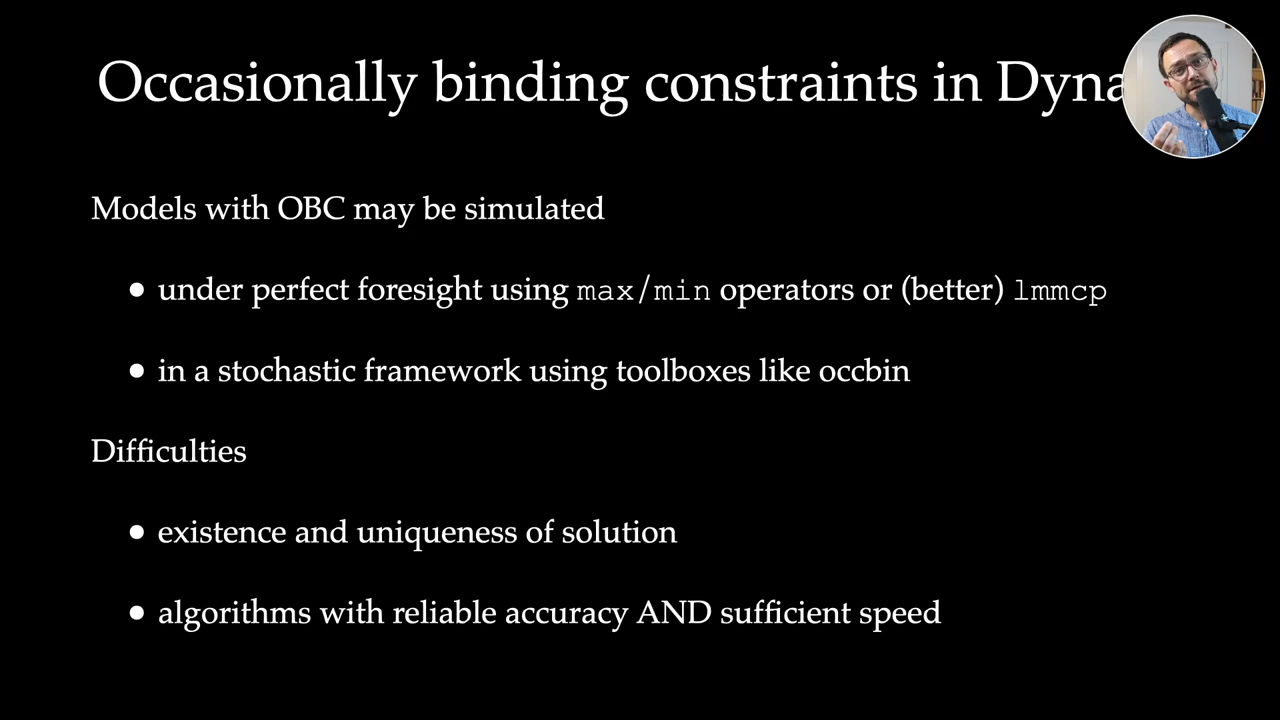 Occasionally binding constraints in Dyna
Models with OBC may be simulated
• under perfect foresight using max/min operators or (better) lmmcp
• in a stochastic framework using toolboxes like occbin
Difficulties
• existence and uniqueness of solution
• algorithms with reliable accuracy AND sufficient speed